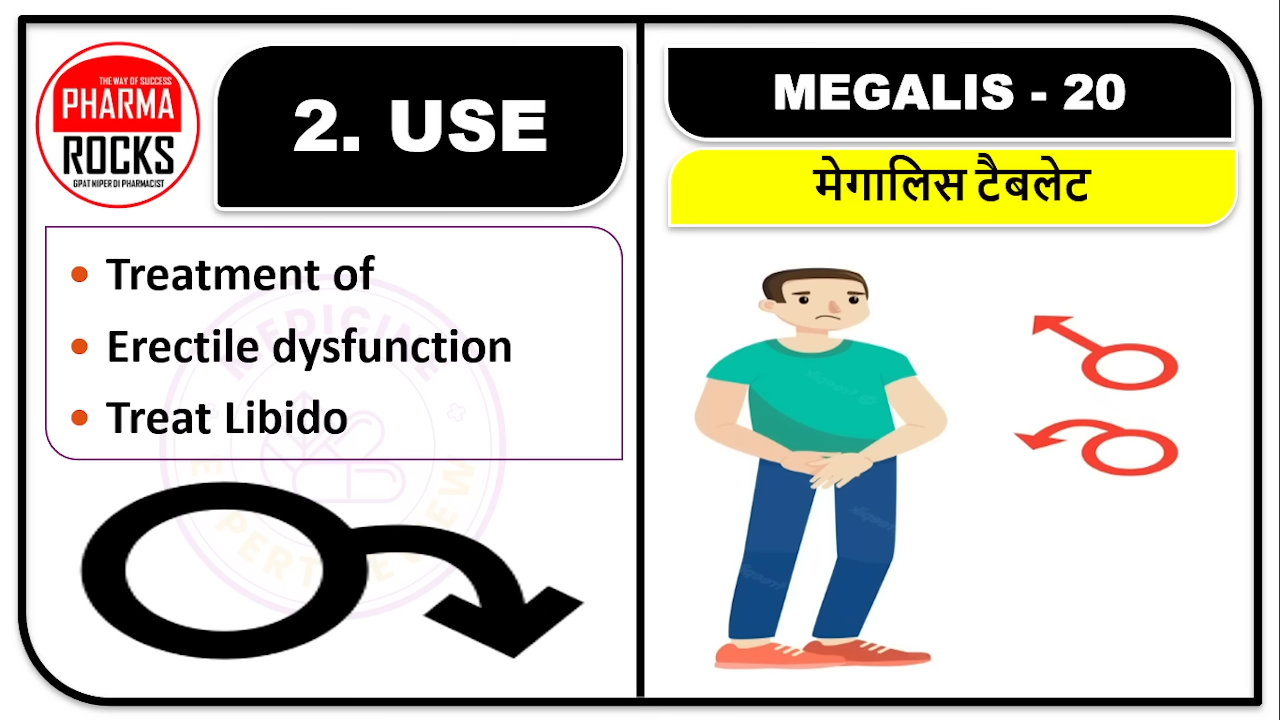 THE WAY OF SUCCESS
PHARMA
ROCKS
GPAT NIPER DI PHARMACIST
2. USE
• Treatment of
• Erectile dysfunction
• Treat Libido
MEDICINE
MEGALIS - 20
मेगालिस टैबलेट